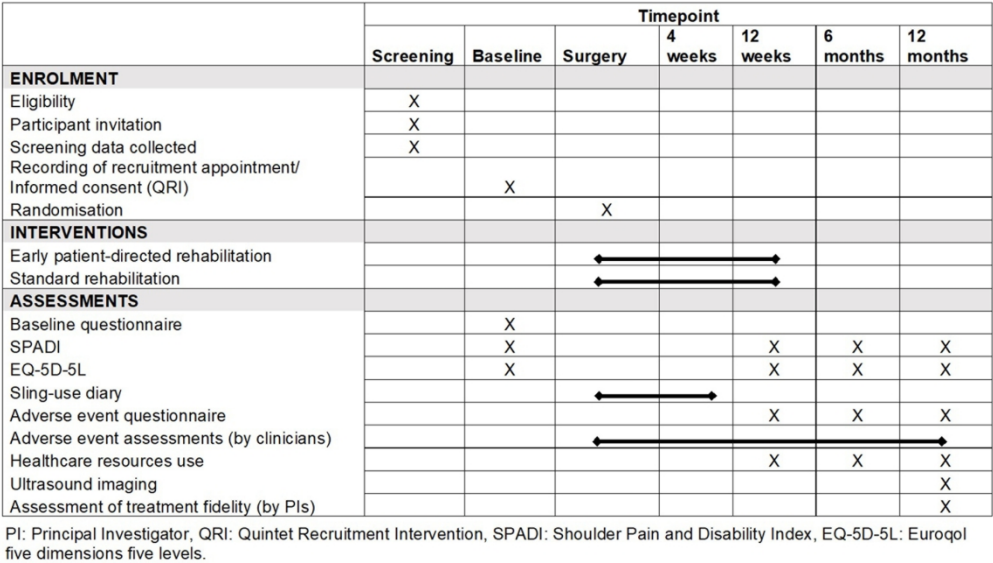 Timepoint
Screening Baseline Surgery 4 weeks 12 weeks 6 months 12 months
ENROLMENT
Eligibility X
Participant invitation X
Screening data collected X
Recording of recruitment appointment/
Informed consent (QRI) X
Randomisation X
INTERVENTIONS
Early patient-directed rehabilitation
Standard rehabilitation
ASSESSMENTS
Baseline questionnaire X
SPADI X X X X
EQ-5D-5L X X X X
Sling-use diary
Adverse event questionnaire X X X
Adverse event assessments (by clinicians)
Healthcare resources use X X X
Ultrasound imaging X
Assessment of treatment fidelity (by PIs) X
PI: Principal Investigator, QRI: Quintet Recruitment Intervention, SPADI: Shoulder Pain and Disability Index, EQ-5D-5L: Euroqol
five dimensions five levels.